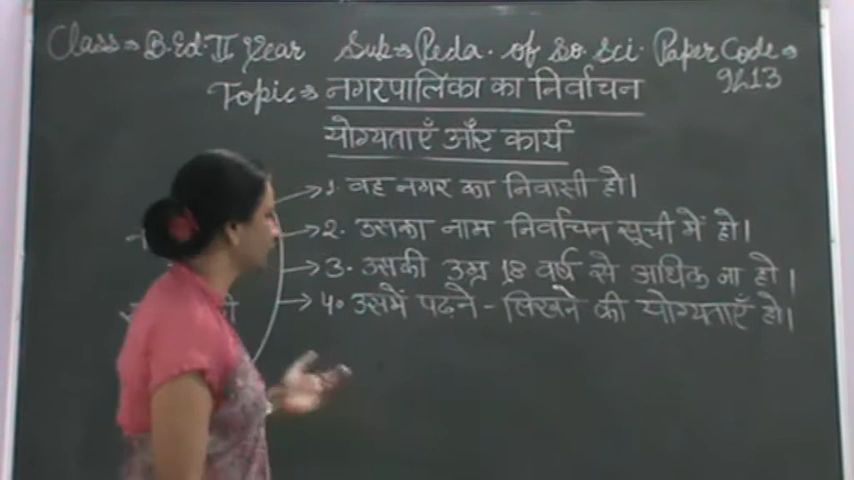 Class⇒ B.Ed. II Year Sub⇒ Peda. of So. Sci. Paper Code⇒ 9213
Topic⇒ नगरपालिका का निर्वाचन
योग्यताएँ और कार्य
1. वह नगर का निवासी हो।
2. उसका नाम निर्वाचन सूची में हो।
3. उसकी उम्र 18 वर्ष से अधिक ना हो।
4. उसमें पढ़ने - लिखने की योग्यताएँ हो।